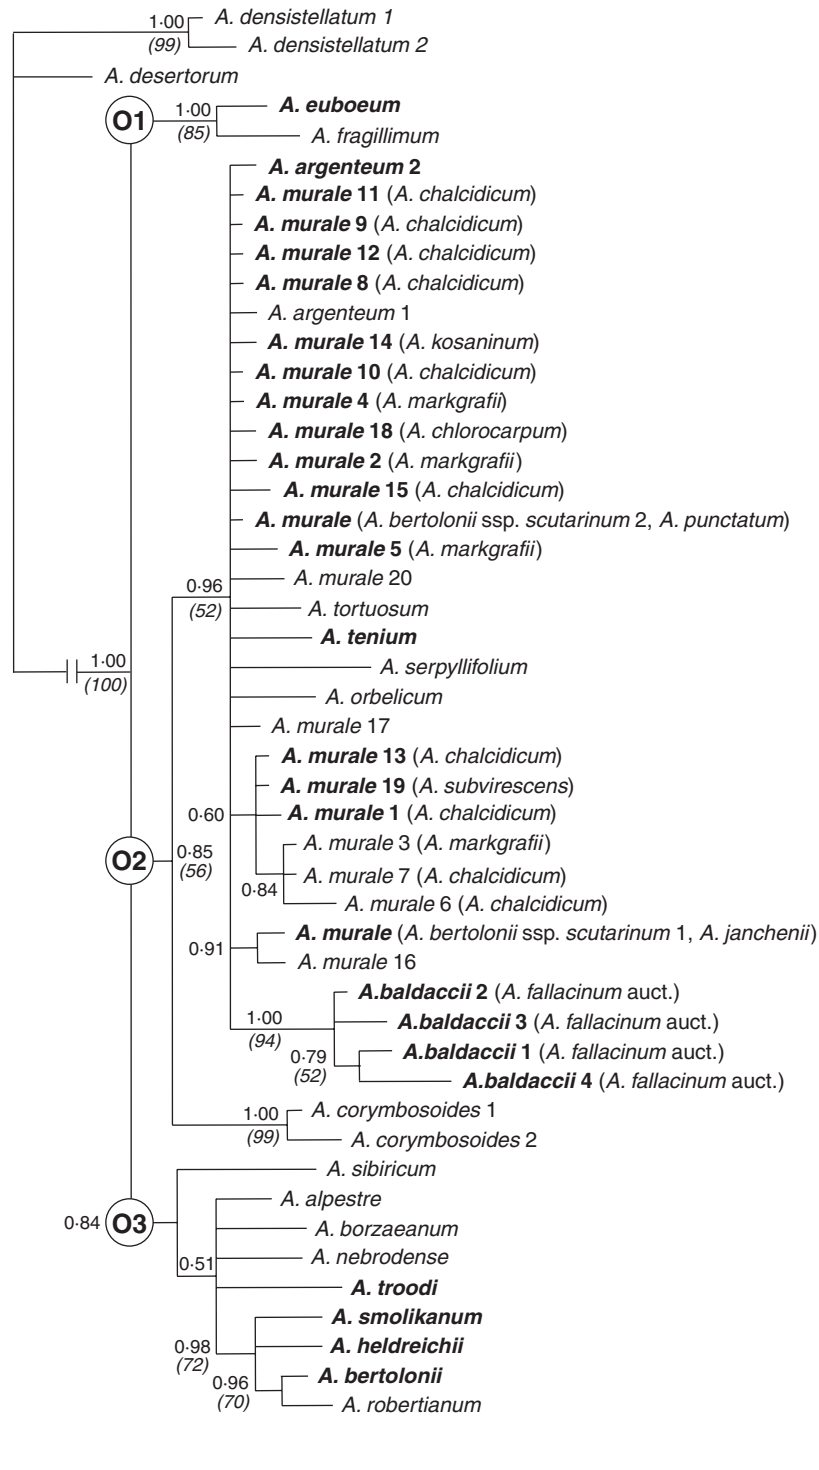 1·00
A. densistellatum 1
(99)
A. densistellatum 2
A. desertorum
O1
1·00
A. euboeum
(85)
A. fragillimum
A. argenteum 2
A. murale 11 (A. chalcidicum)
A. murale 9 (A. chalcidicum)
A. murale 12 (A. chalcidicum)
A. murale 8 (A. chalcidicum)
A. argenteum 1
A. murale 14 (A. kosaninum)
A. murale 10 (A. chalcidicum)
A. murale 4 (A. markgrafii)
A. murale 18 (A. chlorocarpum)
A. murale 2 (A. markgrafii)
A. murale 15 (A. chalcidicum)
A. murale (A. bertolonii ssp. scutarinum 2, A. punctatum)
A. murale 5 (A. markgrafii)
0·96
A. murale 20
(52)
A. tortuosum
A. tenium
1·00
A. serpyllifolium
(100)
A. orbelicum
A. murale 17
A. murale 13 (A. chalcidicum)
A. murale 19 (A. subvirescens)
0·60
A. murale 1 (A. chalcidicum)
A. murale 3 (A. markgrafii)
O2
0·85
(56)
A. murale 7 (A. chalcidicum)
0·84
A. murale 6 (A. chalcidicum)
A. murale (A. bertolonii ssp. scutarinum 1, A. janchenii)
0·91
A. murale 16
A.baldaccii 2 (A. fallacinum auct.)
1·00
A.baldaccii 3 (A. fallacinum auct.)
(94)
0·79
A.baldaccii 1 (A. fallacinum auct.)
(52)
A.baldaccii 4 (A. fallacinum auct.)
1·00
A. corymbosoides 1
(99)
A. corymbosoides 2
A. sibiricum
A. alpestre
0·84
O3
A. borzaeanum
0·51
A. nebrodense
A. troodi
A. smolikanum
0·98
A. heldreichii
(72)
0·96
A. bertolonii
(70)
A. robertianum